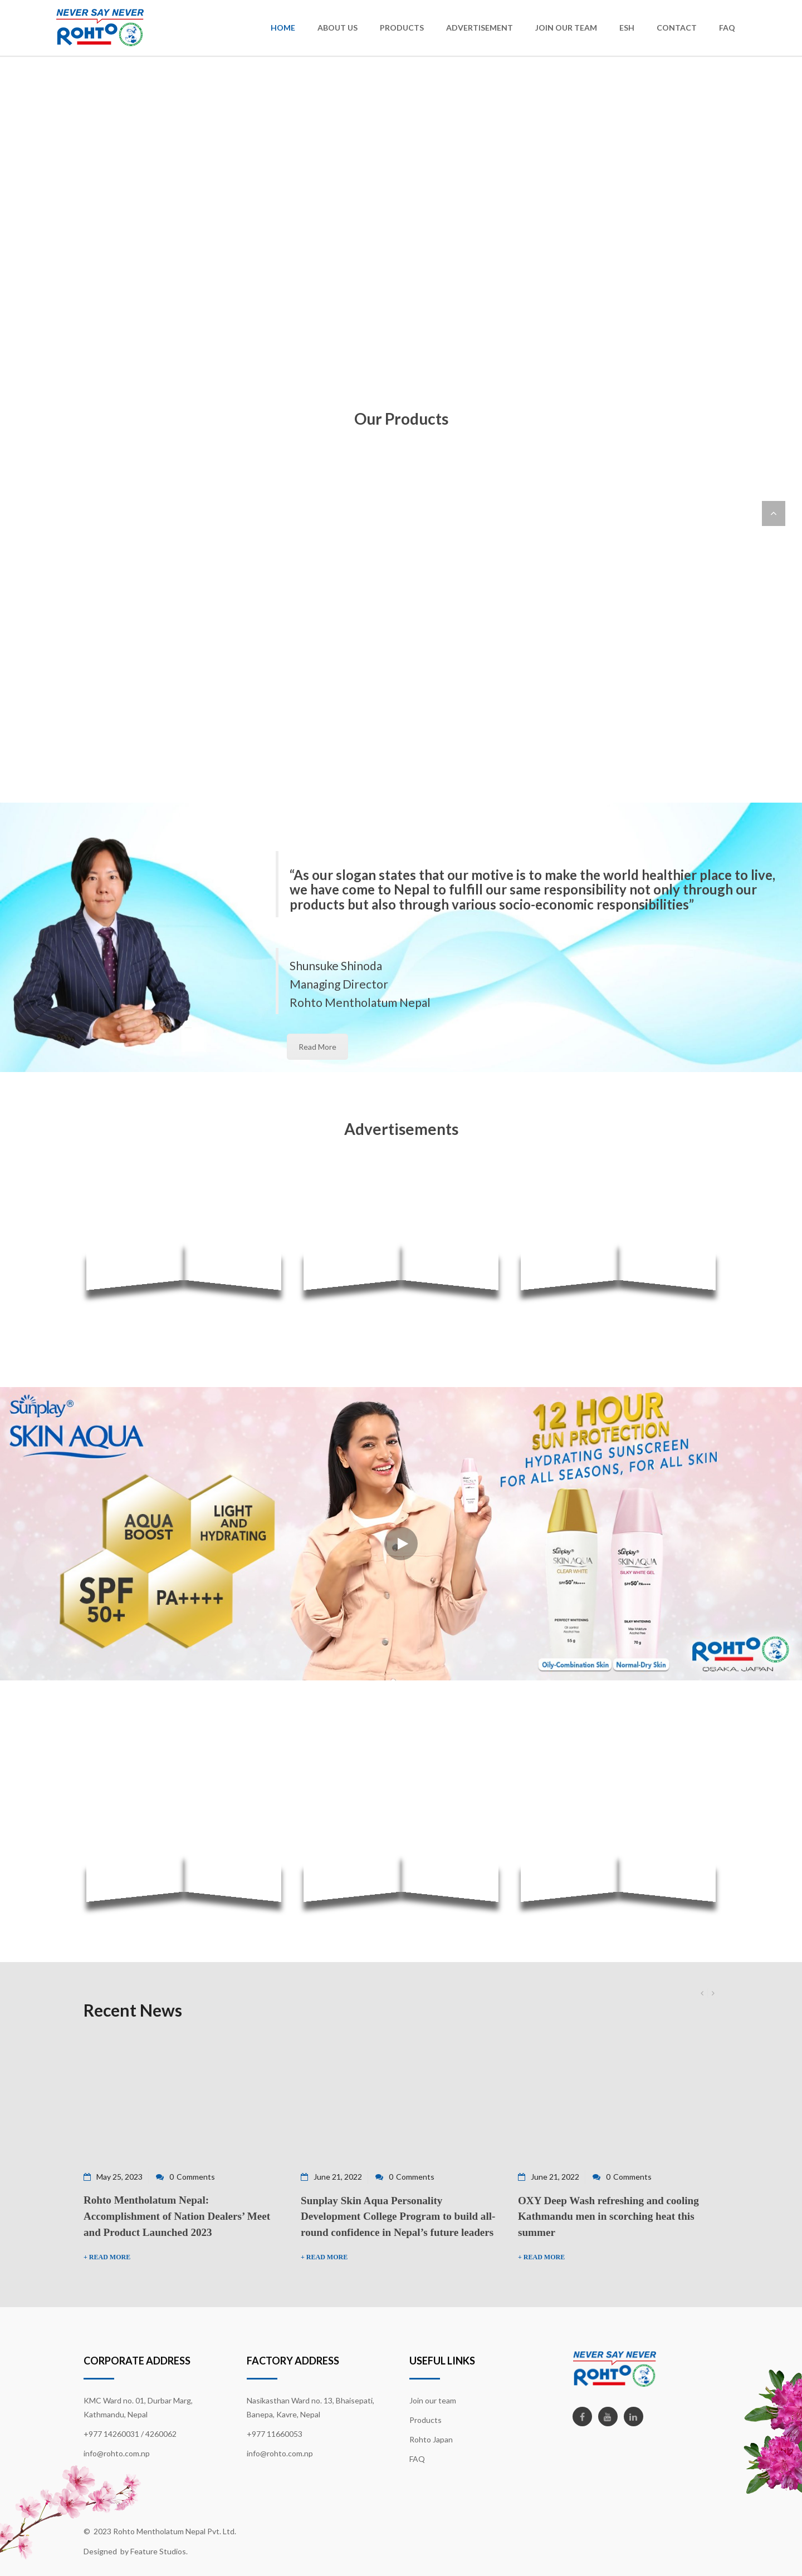 NEVER SAY NEVER
ROHTO
HOME ABOUT US PRODUCTS ADVERTISEMENT JOIN OUR TEAM ESH CONTACT FAQ
Our Products
“As our slogan states that our motive is to make the world healthier place to live,
we have come to Nepal to fulfill our same responsibility not only through our
products but also through various socio-economic responsibilities”
Shunsuke Shinoda
Managing Director
Rohto Mentholatum Nepal
Read More
Advertisements
Sunplay®
SKIN AQUA
AQUA
BOOST
LIGHT
AND
HYDRATING
SPF
50+
PA++++
12 HOUR
SUN PROTECTION
HYDRATING SUNSCREEN
FOR ALL SEASONS, FOR ALL SKIN
Sunplay
SKIN AQUA
CLEAR WHITE
SPF50+ PA++++
PERFECT WHITENING
55 g
Sunplay
SKIN AQUA
SILKY WHITE GEL
SPF50+ PA++++
SILKY WHITENING
70 g
Oily-Combination Skin
Normal-Dry Skin
ROHTO
OSAKA, JAPAN
Recent News
May 25, 2023 0 Comments
Rohto Mentholatum Nepal:
Accomplishment of Nation Dealers’ Meet
and Product Launched 2023
+ READ MORE
June 21, 2022 0 Comments
Sunplay Skin Aqua Personality
Development College Program to build all-
round confidence in Nepal’s future leaders
+ READ MORE
June 21, 2022 0 Comments
OXY Deep Wash refreshing and cooling
Kathmandu men in scorching heat this
summer
+ READ MORE
CORPORATE ADDRESS
KMC Ward no. 01, Durbar Marg,
Kathmandu, Nepal
+977 14260031 / 4260062
info@rohto.com.np
FACTORY ADDRESS
Nasikasthan Ward no. 13, Bhaisepati,
Banepa, Kavre, Nepal
+977 11660053
info@rohto.com.np
USEFUL LINKS
Join our team
Products
Rohto Japan
FAQ
NEVER SAY NEVER
ROHTO
© 2023 Rohto Mentholatum Nepal Pvt. Ltd.
Designed by Feature Studios.